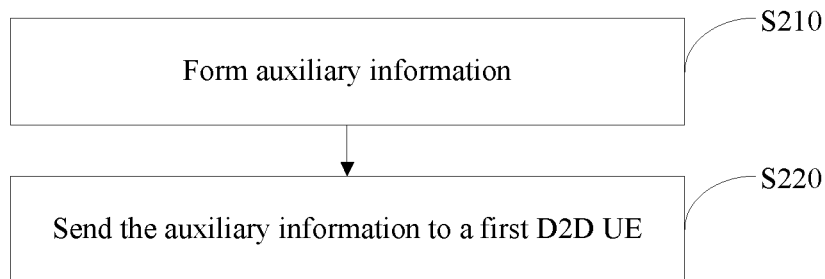 S210
Form auxiliary information
S220
Send the auxiliary information to a first D2D UE